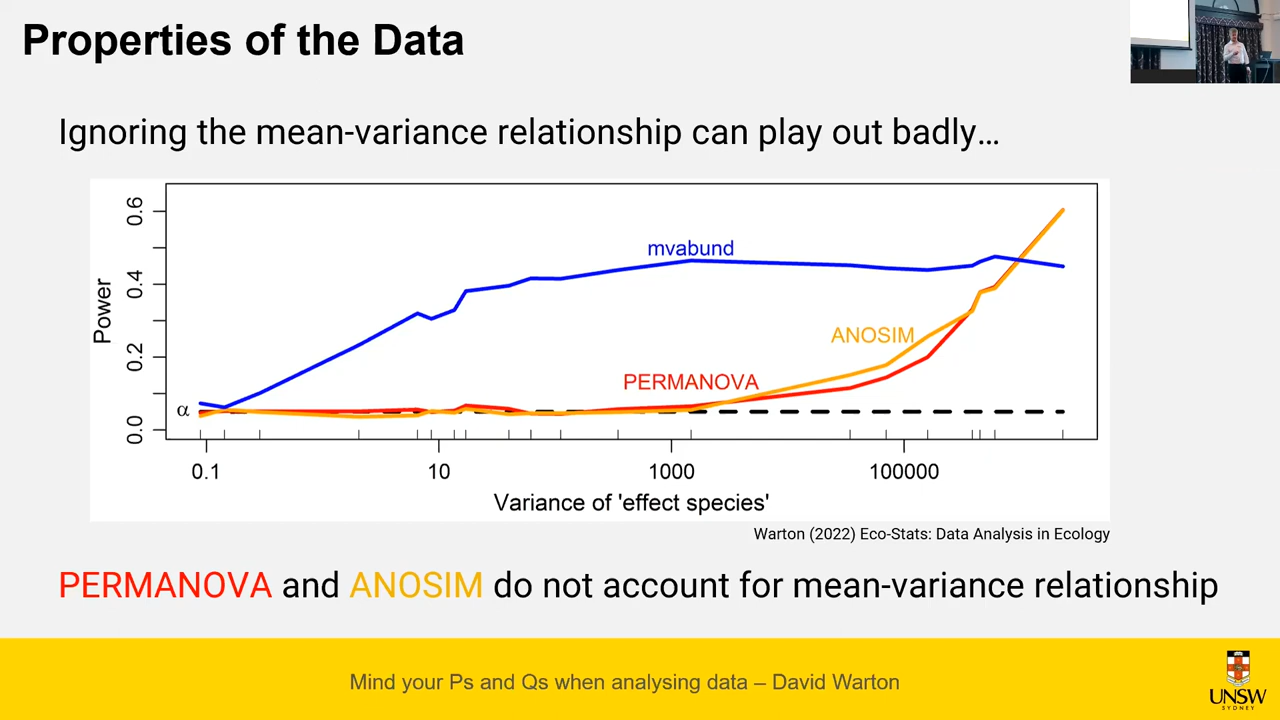 Properties of the Data
Ignoring the mean-variance relationship can play out badly…
0.6
0.4
0.2
0.0
Power
α
mvabund
ANOSIM
PERMANOVA
0.1 10 1000 100000
Variance of 'effect species'
Warton (2022) Eco-Stats: Data Analysis in Ecology
PERMANOVA and ANOSIM do not account for mean-variance relationship
Mind your Ps and Qs when analysing data – David Warton
UNSW
SYDNEY